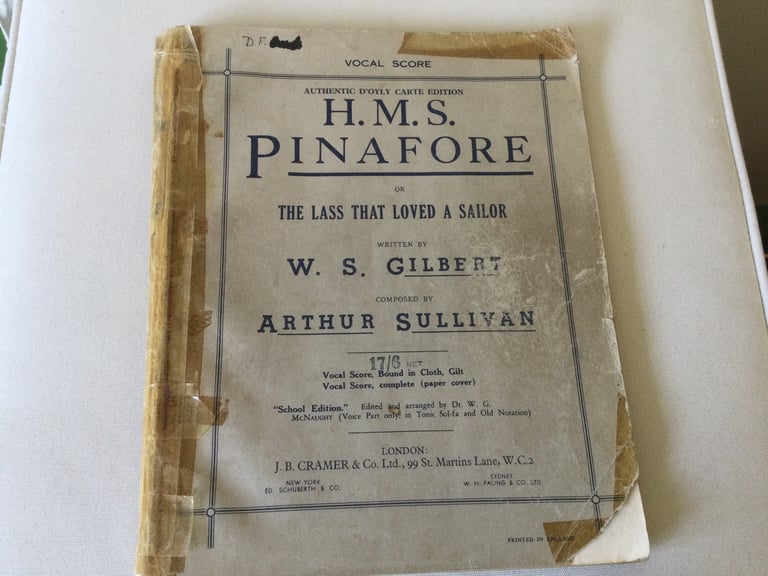 D F.
VOCAL SCORE
AUTHENTIC D'OYLY CARTE EDITION
H. M. S.
PINAFORE
OR
THE LASS THAT LOVED A SAILOR
WRITTEN BY
W. S. GILBERT
COMPOSED BY
ARTHUR SULLIVAN
17/6 NET
Vocal Score, Bound in Cloth, Gilt
Vocal Score, complete (paper cover)
"School Edition." Edited and arranged by Dr. W. G.
MCNAUGHT (Voice Part only) in Tonic Sol-fa and Old Notation)
LONDON:
J. B. CRAMER & Co. Ltd., 99 St. Martins Lane, W.C.2
NEW YORK
ED. SCHUBERTH & CO.
SYDNEY
W. H. PALING & CO. LTD.
PRINTED IN ENGLAND